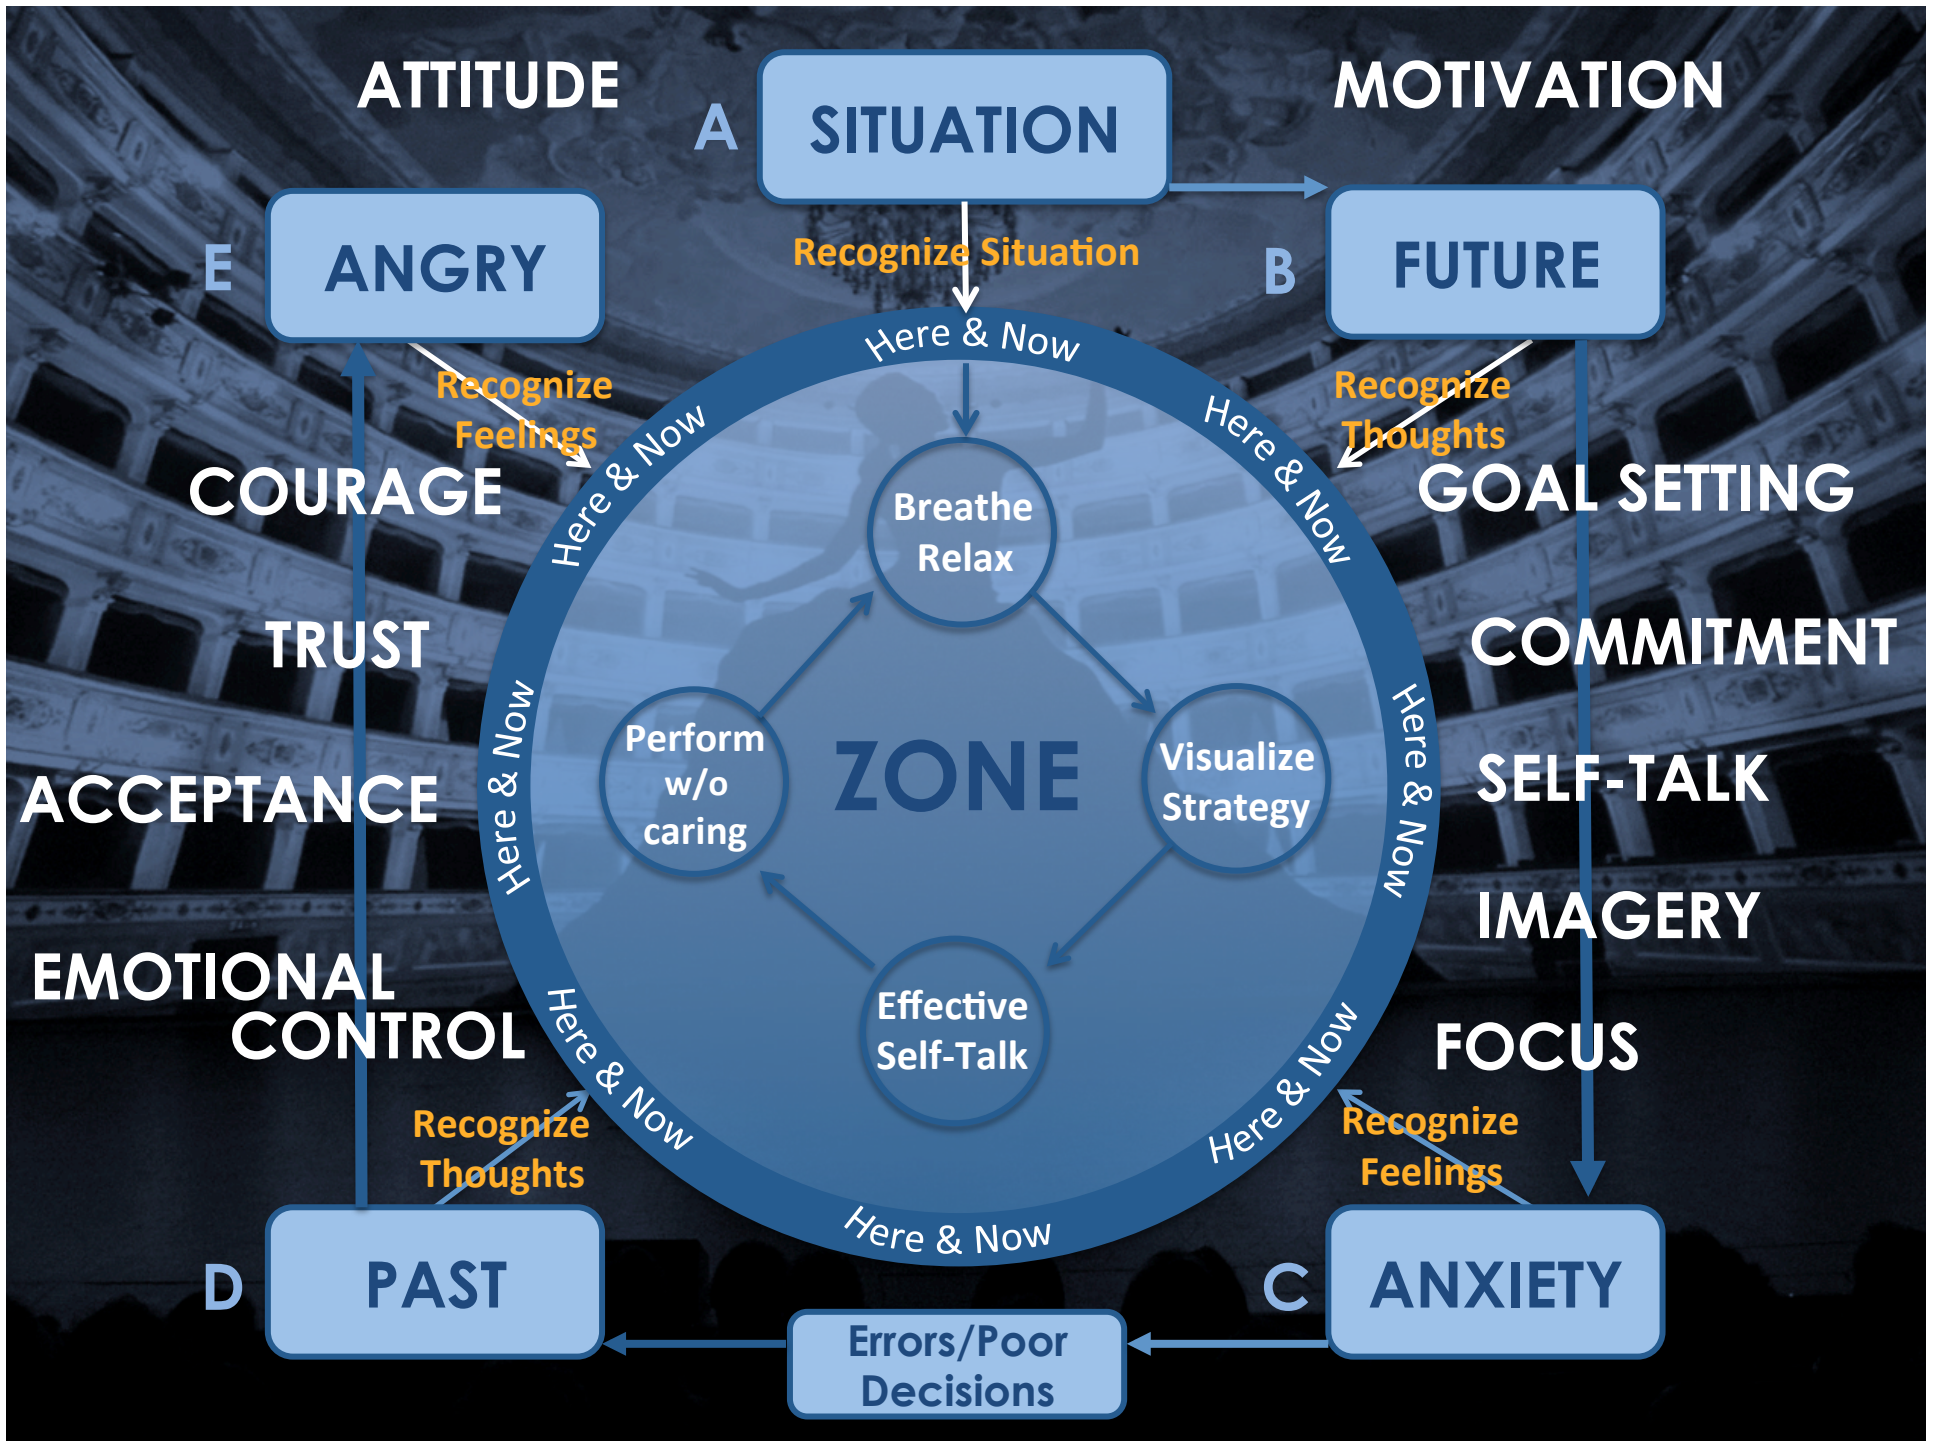 ATTITUDE
MOTIVATION
A
SITUATION
E
ANGRY
B
FUTURE
Recognize Situation
Recognize
Feelings
Recognize
Thoughts
Here & Now
Here & Now
Here & Now
Here & Now
Here & Now
Here & Now
Here & Now
Here & Now
COURAGE
TRUST
ACCEPTANCE
EMOTIONAL
CONTROL
Breathe
Relax
Perform
w/o
caring
ZONE
Visualize
Strategy
Effective
Self-Talk
GOAL SETTING
COMMITMENT
SELF-TALK
IMAGERY
FOCUS
Recognize
Thoughts
Recognize
Feelings
D
PAST
Errors/Poor
Decisions
C
ANXIETY